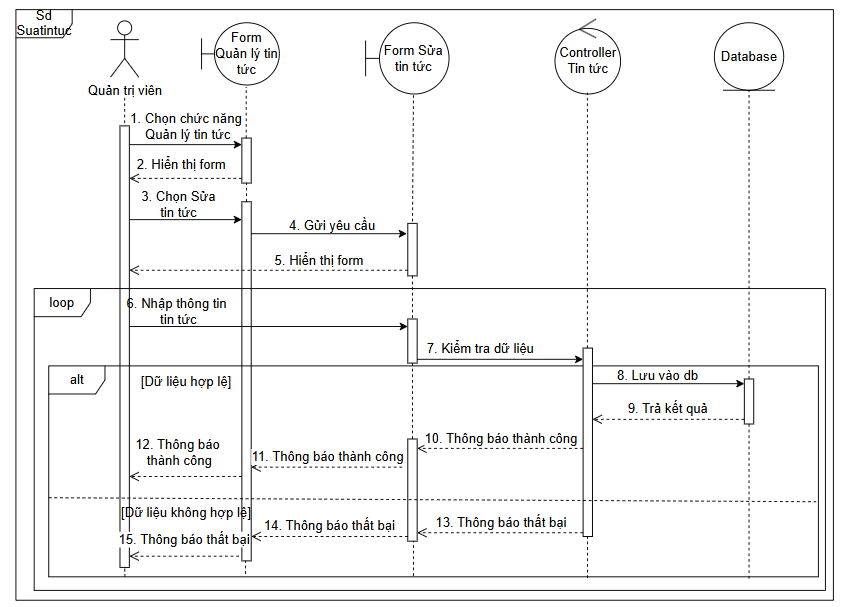 Sd
Suatintuc
Quản trị viên
Form
Quản lý tin
tức
Form Sửa
tin tức
Controller
Tin tức
Database
1. Chọn chức năng
Quản lý tin tức
2. Hiển thị form
3. Chọn Sửa
tin tức
4. Gửi yêu cầu
5. Hiển thị form
loop
6. Nhập thông tin
tin tức
7. Kiểm tra dữ liệu
alt
[Dữ liệu hợp lệ]
8. Lưu vào db
9. Trả kết quả
10. Thông báo thành công
11. Thông báo thành công
12. Thông báo
thành công
[Dữ liệu không hợp lệ]
13. Thông báo thất bại
14. Thông báo thất bại
15. Thông báo thất bại